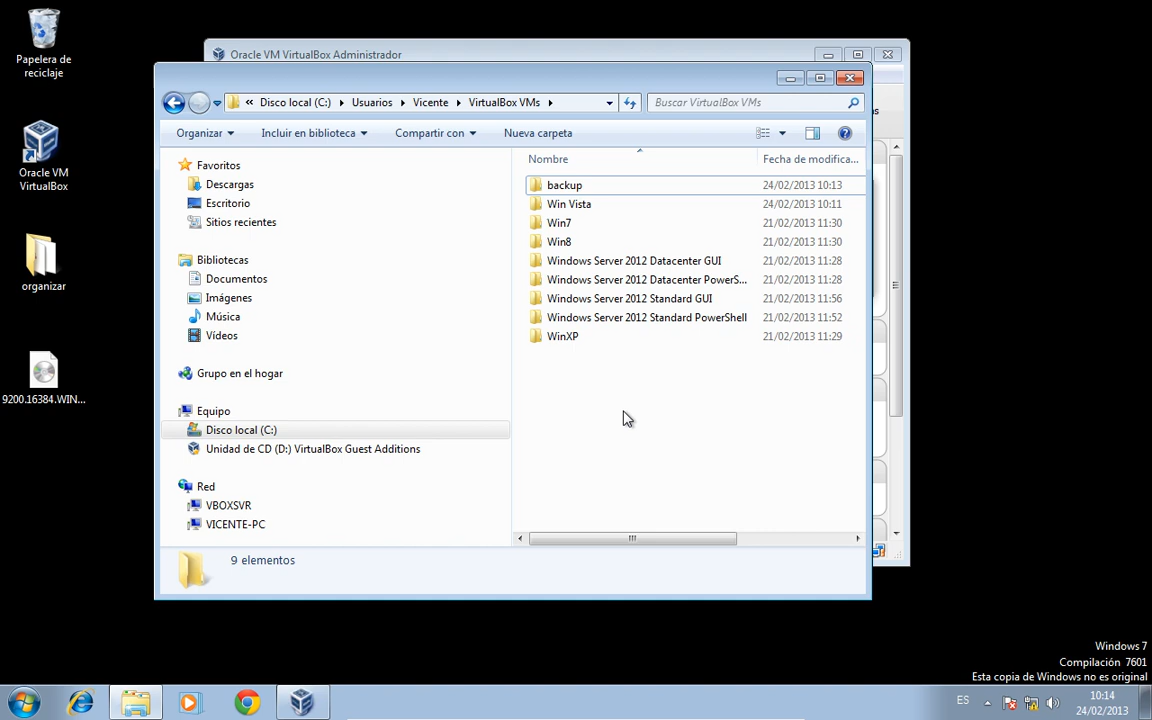 Papelera de
reciclaje
Oracle VM
VirtualBox
organizar
9200.16384.WIN...
Oracle VM VirtualBox Administrador
« Disco local (C:) Usuarios Vicente VirtualBox VMs
Buscar VirtualBox VMs
Organizar Incluir en biblioteca Compartir con Nueva carpeta
Favoritos
Descargas
Escritorio
Sitios recientes
Bibliotecas
Documentos
Imágenes
Música
Vídeos
Grupo en el hogar
Equipo
Disco local (C:)
Unidad de CD (D:) VirtualBox Guest Additions
Red
VBOXSVR
VICENTE-PC
Nombre Fecha de modifica...
backup 24/02/2013 10:13
Win Vista 24/02/2013 10:11
Win7 21/02/2013 11:30
Win8 21/02/2013 11:30
Windows Server 2012 Datacenter GUI 21/02/2013 11:28
Windows Server 2012 Datacenter PowerS... 21/02/2013 11:28
Windows Server 2012 Standard GUI 21/02/2013 11:56
Windows Server 2012 Standard PowerShell 21/02/2013 11:52
WinXP 21/02/2013 11:29
9 elementos
as
Windows 7
Compilación 7601
Esta copia de Windows no es original
ES
10:14
24/02/2013